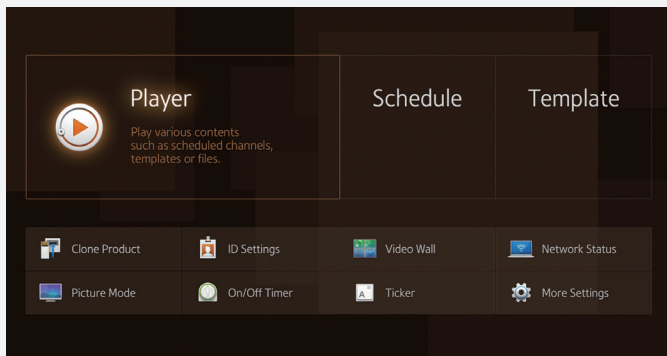 Player
Play various contents
such as scheduled channels,
templates or files.
Schedule
Template
Clone Product
ID Settings
Video Wall
Network Status
Picture Mode
On/Off Timer
A
Ticker
More Settings